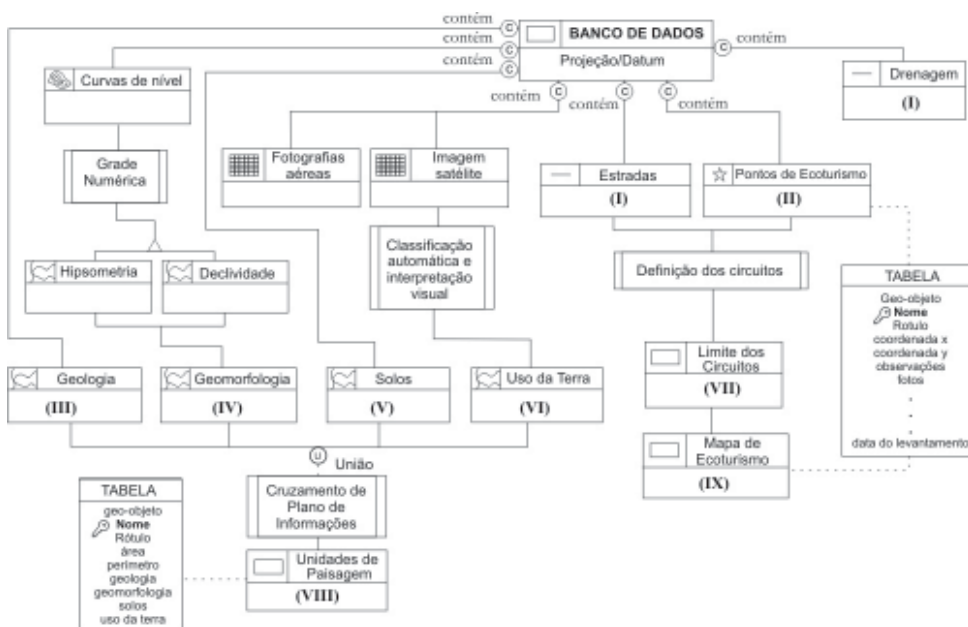 contém
contém
contém
BANCO DE DADOS
Projeção/Datum
contém
contém
contém
contém
Curvas de nível
Drenagem
(I)
Grade
Numérica
Fotografias
aéreas
Imagem
satélite
Estradas
(I)
Pontos de Ecoturismo
(II)
Hipsometria
Declividade
Classificação
automática e
interpretação
visual
Definição dos circuitos
TABELA
Geo-objeto
Nome
Rotulo
coordenada x
coordenada y
observações
fotos
.
.
.
data do levantamento
Geologia
(III)
Geomorfologia
(IV)
Solos
(V)
Uso da Terra
(VI)
Limite dos
Circuitos
(VII)
Mapa de
Ecoturismo
(IX)
União
Cruzamento de
Plano de
Informações
Unidades de
Paisagem
(VIII)
TABELA
geo-objeto
Nome
Rótulo
área
perímetro
geologia
geomorfologia
solos
uso da terra
C
C
C
C
C
C
C
U